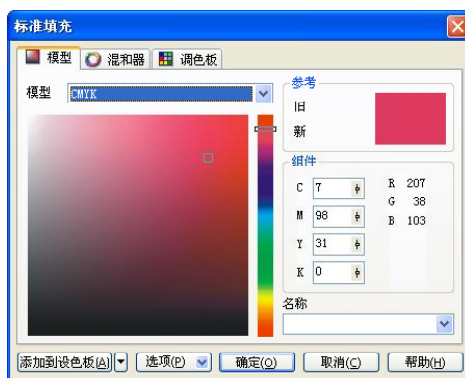 标准填充
模型 混和器 调色板
模型 CMYK
参考
旧
新
组件
C 7 R 207
M 98 G 38
Y 31 B 103
K 0
名称
添加到设色板(A) 选项(P) 确定(O) 取消(C) 帮助(H)